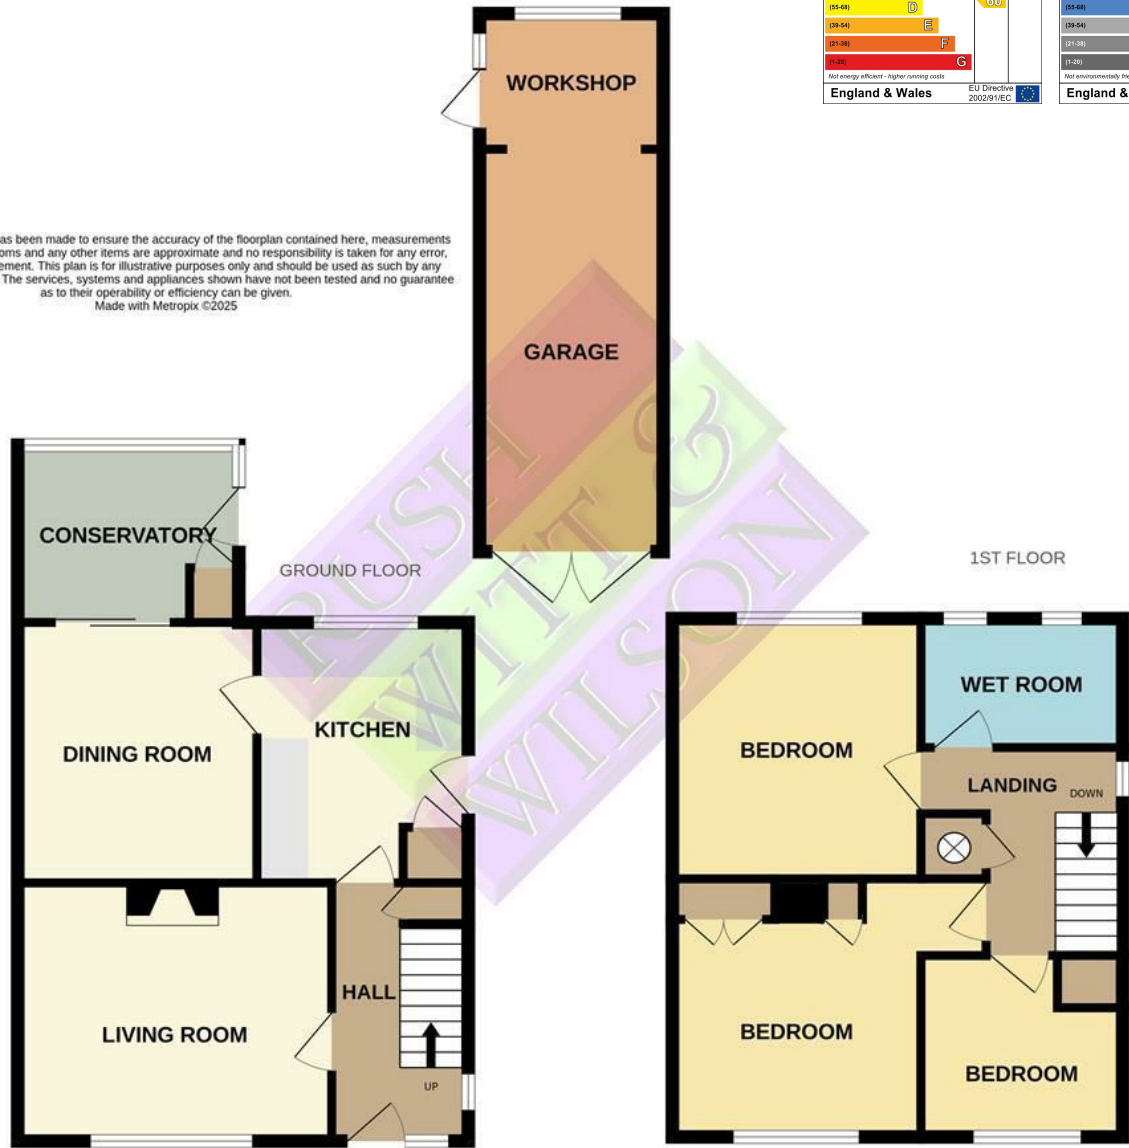 (55-68) D 60
(39-54) E
(21-38) F
(1-20) G
Not energy efficient - higher running costs
England & Wales
EU Directive
2002/91/EC
(55-68)
(39-54)
(21-38)
(1-20)
Not environmentally
England &
WORKSHOP
as been made to ensure the accuracy of the floorplan contained here, measurements
and any other items are approximate and no responsibility is taken for any error,
This plan is for illustrative purposes only and should be used as such by any
The services, systems and appliances shown have not been tested and no guarantee
as to their operability or efficiency can be given.
Made with Metropix ©2025
GARAGE
RUSH
WITT &
WILSON
CONSERVATORY
GROUND FLOOR
KITCHEN
DINING ROOM
HALL
LIVING ROOM
UP
1ST FLOOR
WET ROOM
BEDROOM
LANDING
DOWN
BEDROOM
BEDROOM